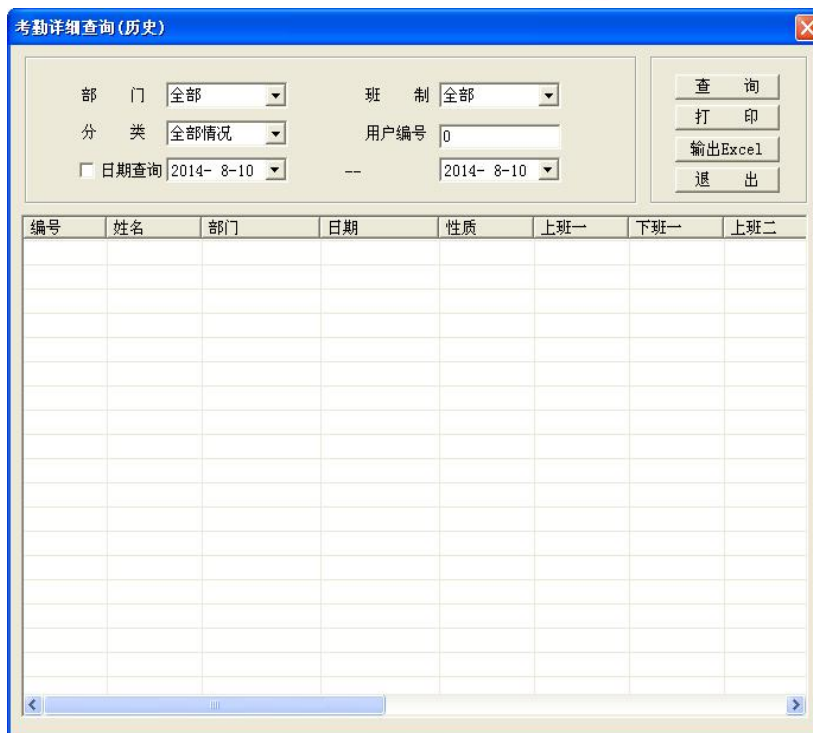 考勤详细查询(历史)
部 门 全部 班 制 全部
查 询
分 类 全部情况 用户编号 0
打 印
输出Excel
日期查询 2014- 8-10 -- 2014- 8-10
退 出
编号 姓名 部门 日期 性质 上班一 下班一 上班二